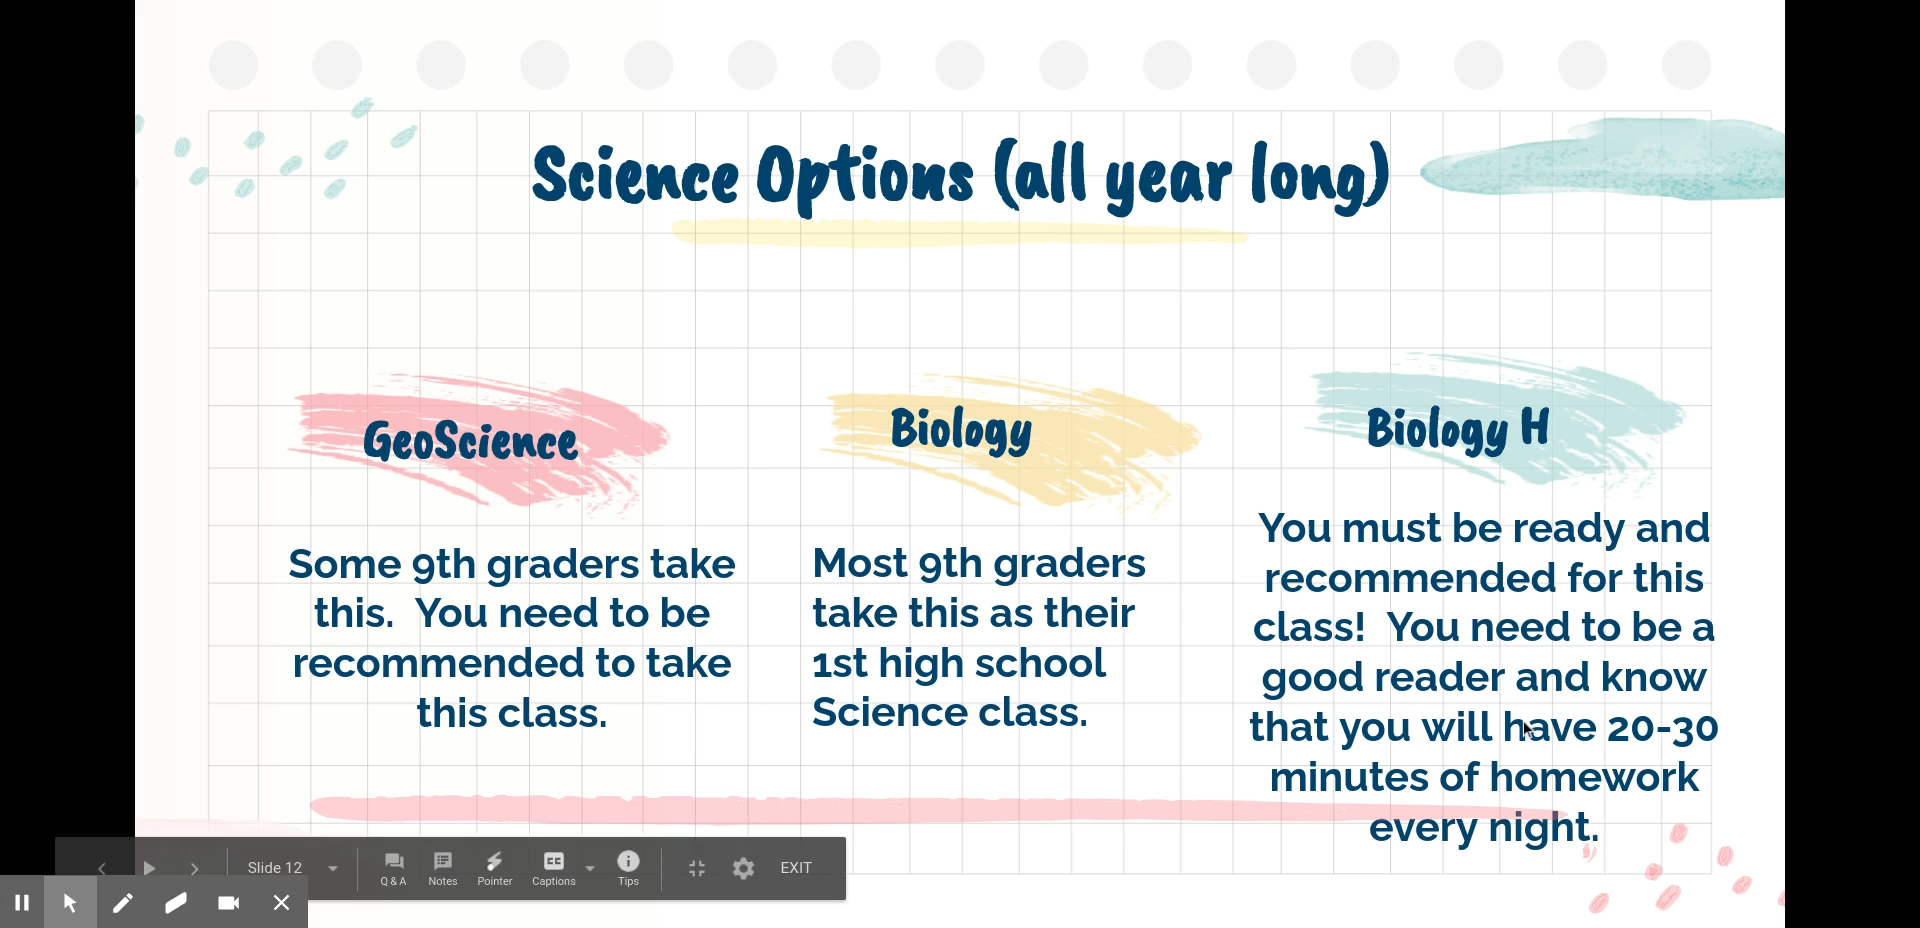 Science Options (all year long)
GeoScience
Some 9th graders take
this.  You need to be
recommended to take
this class.
Biology
Most 9th graders
take this as their
1st high school
Science class.
Biology H
You must be ready and
recommended for this
class!  You need to be a
good reader and know
that you will have 20-30
minutes of homework
every night.
Slide 12
Q & A
Notes
Pointer
CC
Captions
Tips
EXIT